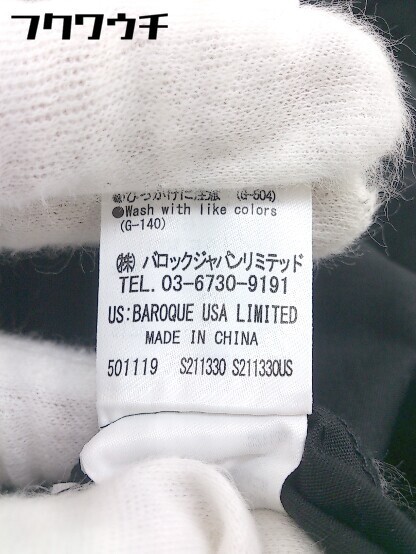 フクワウチ
ひっかけに注意 (G-504)
●Wash with like colors
(G-140)
㈱ バロックジャパンリミテッド
TEL. 03-6730-9191
US:BAROQUE USA LIMITED
MADE IN CHINA
501119 S211330 S211330US